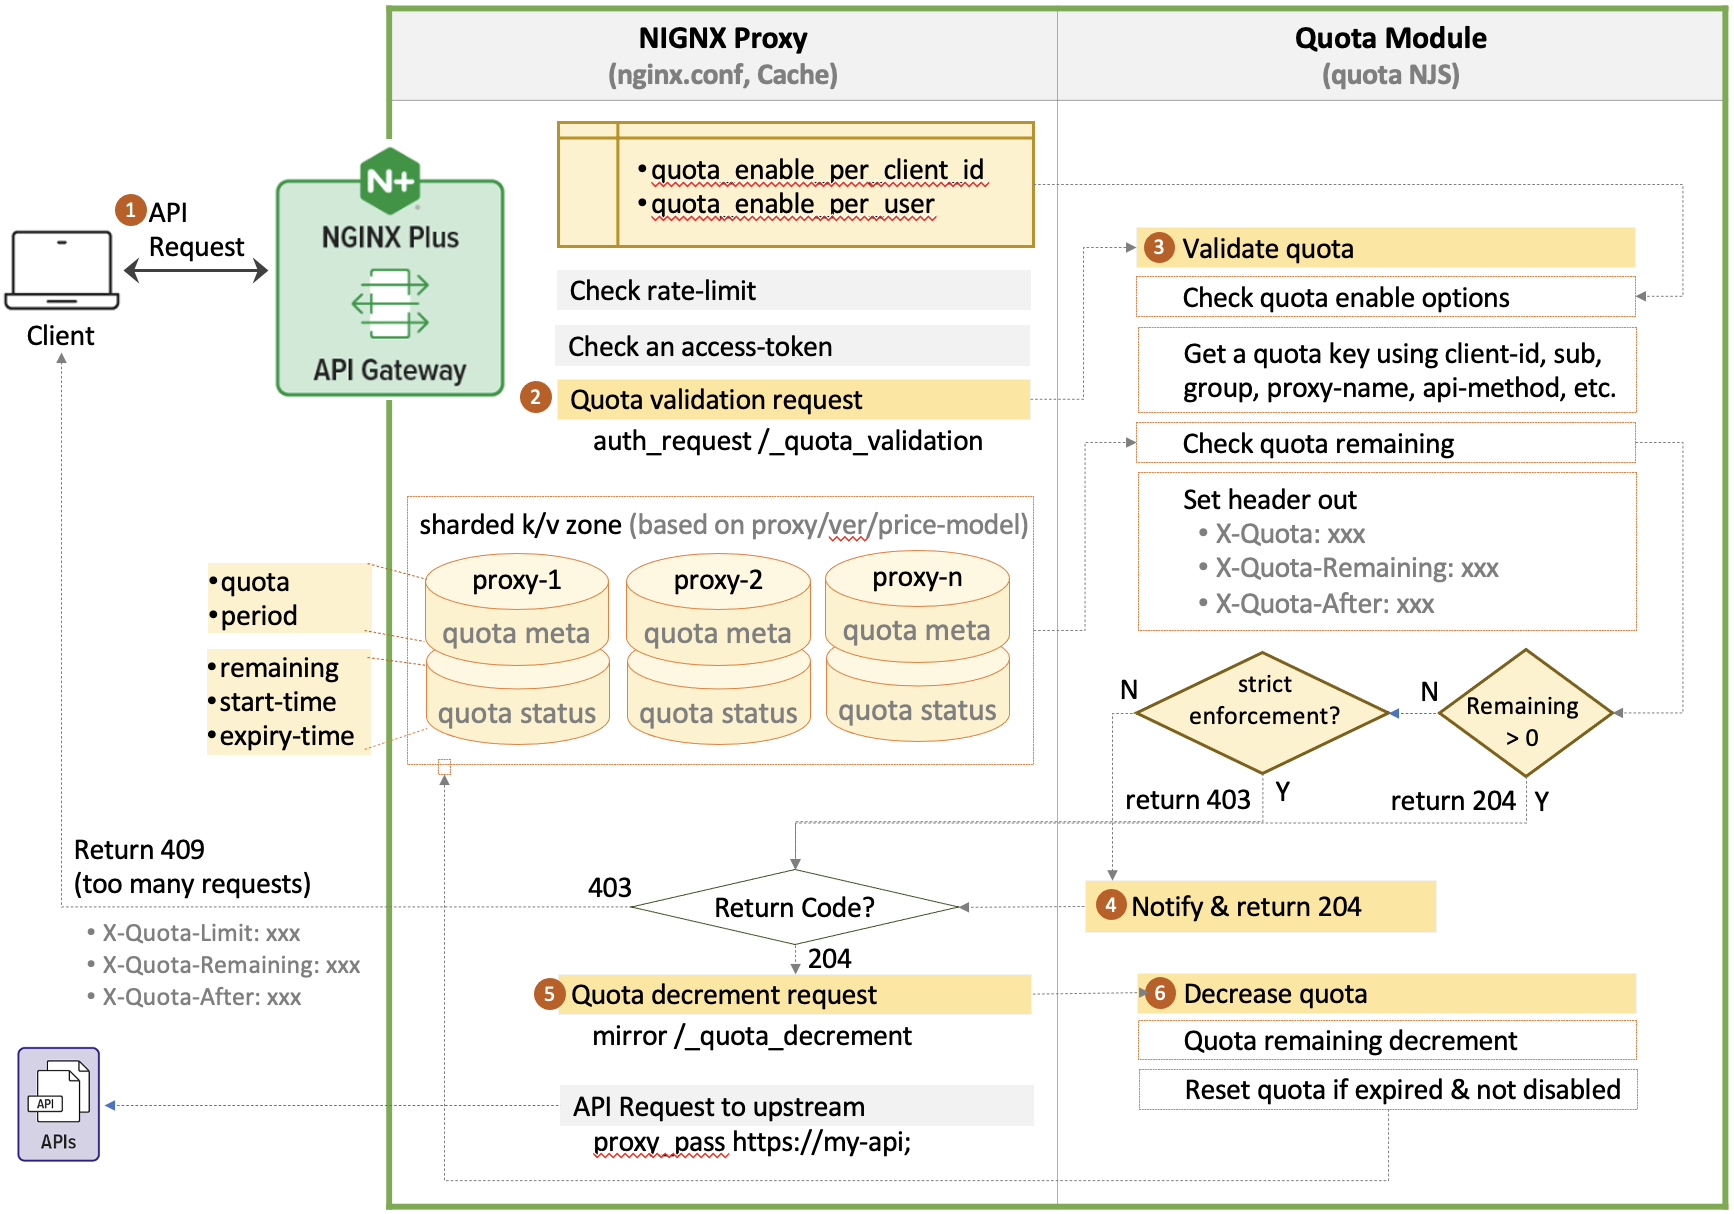 NIGNX Proxy
(nginx.conf, Cache)
Quota Module
(quota NJS)
•quota_enable_per_client_id
•quota_enable_per_user
N+
NGINX Plus
API Gateway
1 API
Request
Client
Check rate-limit
Check an access-token
2 Quota validation request
auth_request /_quota_validation
3 Validate quota
Check quota enable options
Get a quota key using client-id, sub,
group, proxy-name, api-method, etc.
Check quota remaining
Set header out
• X-Quota: xxx
• X-Quota-Remaining: xxx
• X-Quota-After: xxx
sharded k/v zone (based on proxy/ver/price-model)
proxy-1
quota meta
quota status
proxy-2
quota meta
quota status
proxy-n
quota meta
quota status
•quota
•period
•remaining
•start-time
•expiry-time
N
strict
enforcement?
N
Remaining
> 0
return 403
Y
return 204
Y
Return 409
(too many requests)
• X-Quota-Limit: xxx
• X-Quota-Remaining: xxx
• X-Quota-After: xxx
403
Return Code?
204
4 Notify & return 204
5 Quota decrement request
mirror /_quota_decrement
6 Decrease quota
Quota remaining decrement
Reset quota if expired & not disabled
API
APIs
API Request to upstream
proxy_pass https://my-api;